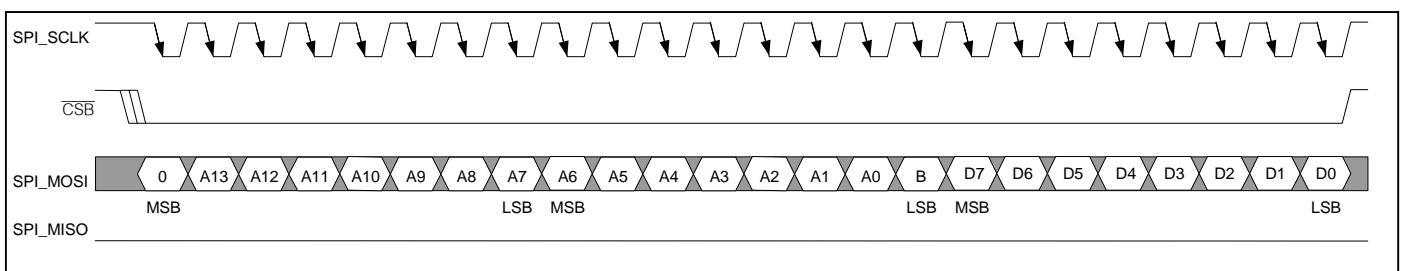 SPI_SCLK
CSB
SPI_MOSI 0 A13 A12 A11 A10 A9 A8 A7 A6 A5 A4 A3 A2 A1 A0 B D7 D6 D5 D4 D3 D2 D1 D0
MSB LSB MSB LSB MSB LSB
SPI_MISO